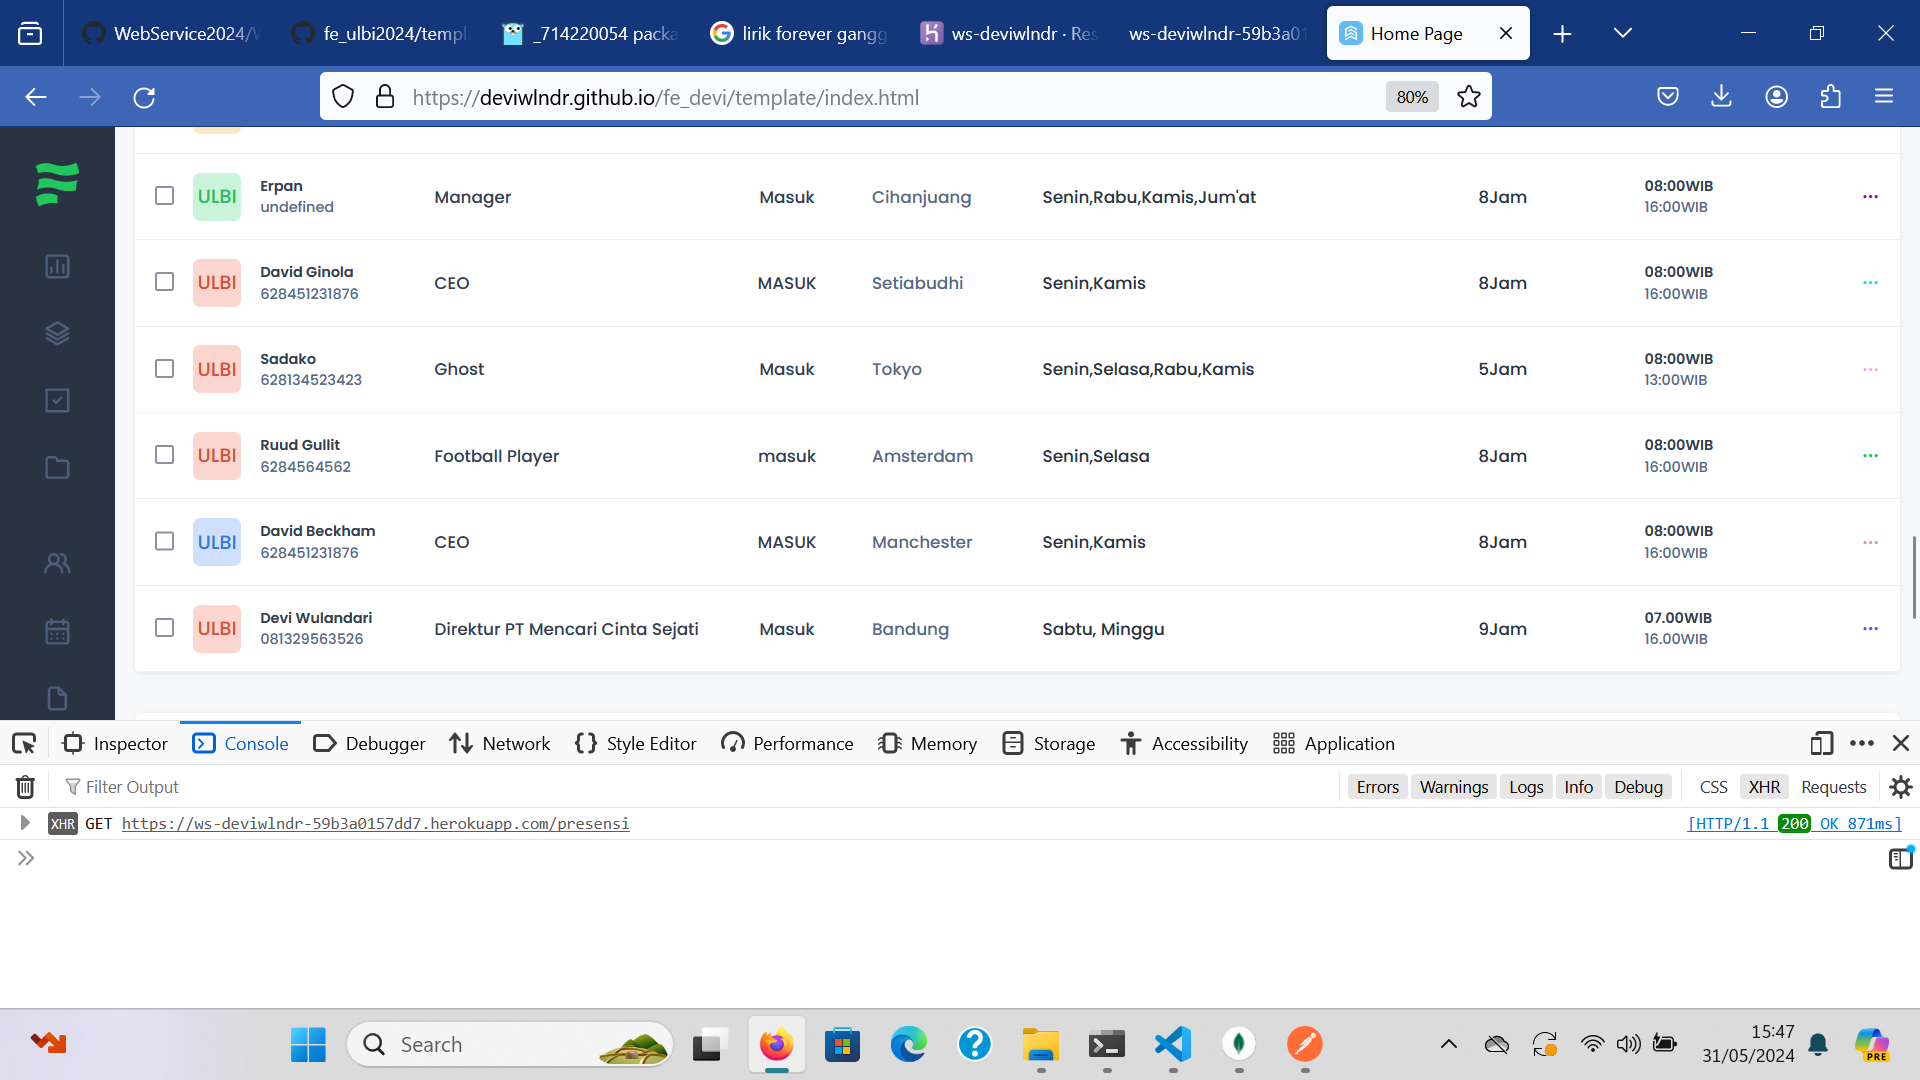 WebService2024/
fe_ulbi2024/templ
_714220054 packa
lirik forever gangg
ws-deviwlndr · Res
ws-deviwlndr-59b3a01
Home Page
https://deviwlndr.github.io/fe_devi/template/index.html
80%
ULBI
Erpan
undefined
Manager
Masuk
Cihanjuang
Senin,Rabu,Kamis,Jum'at
8Jam
08:00WIB
16:00WIB
ULBI
David Ginola
628451231876
CEO
MASUK
Setiabudhi
Senin,Kamis
8Jam
08:00WIB
16:00WIB
ULBI
Sadako
628134523423
Ghost
Masuk
Tokyo
Senin,Selasa,Rabu,Kamis
5Jam
08:00WIB
13:00WIB
ULBI
Ruud Gullit
6284564562
Football Player
masuk
Amsterdam
Senin,Selasa
8Jam
08:00WIB
16:00WIB
ULBI
David Beckham
628451231876
CEO
MASUK
Manchester
Senin,Kamis
8Jam
08:00WIB
16:00WIB
ULBI
Devi Wulandari
081329563526
Direktur PT Mencari Cinta Sejati
Masuk
Bandung
Sabtu, Minggu
9Jam
07.00WIB
16.00WIB
Inspector
Console
Debugger
Network
Style Editor
Performance
Memory
Storage
Accessibility
Application
Filter Output
Errors
Warnings
Logs
Info
Debug
CSS
XHR
Requests
XHR GET https://ws-deviwlndr-59b3a0157dd7.herokuapp.com/presensi
[HTTP/1.1 200 OK 871ms]
Search
15:47
31/05/2024
PRE